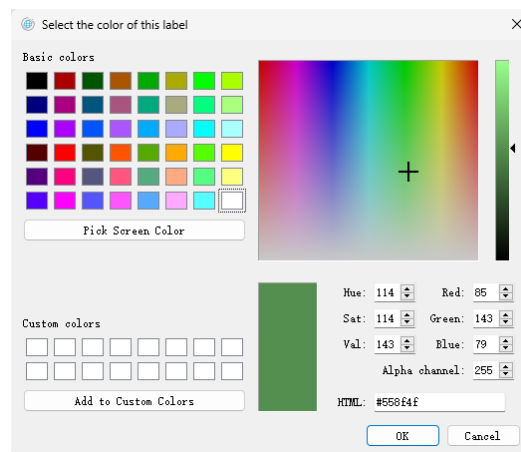 Select the color of this label
Basic colors
Pick Screen Color
Custom colors
Add to Custom Colors
Hue: 114 Red: 85
Sat: 114 Green: 143
Val: 143 Blue: 79
Alpha channel: 255
HTML: #558f4f
OK Cancel